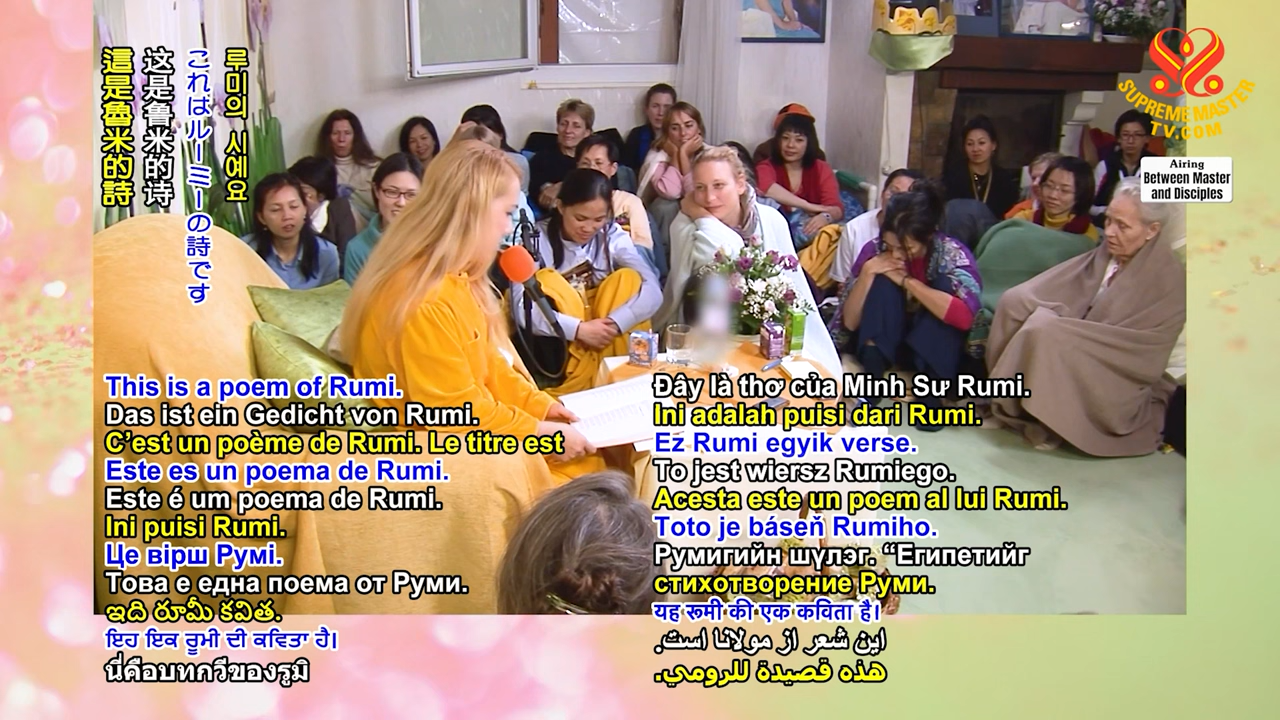 루미의 시예요
これはルーミーの詩です
这是鲁米的诗
這是魯米的詩
SUPREME MASTER
TV.COM
Airing
Between Master
and Disciples
This is a poem of Rumi.
Das ist ein Gedicht von Rumi.
C’est un poème de Rumi. Le titre est
Este es un poema de Rumi.
Este é um poema de Rumi.
Ini puisi Rumi.
Це вірш Румі.
Това е една поема от Руми.
ఇది రూమీ కవిత.
ਇਹ ਇਕ ਰੂਮੀ ਦੀ ਕਵਿਤਾ ਹੈ।
นี่คือบทกวีของรูมิ
Đây là thơ của Minh Sư Rumi.
Ini adalah puisi dari Rumi.
Ez Rumi egyik verse.
To jest wiersz Rumiego.
Acesta este un poem al lui Rumi.
Toto je báseň Rumiho.
Румигийн шүлэг. “Египетийг
стихотворение Руми.
यह रूमी की एक कविता है।
این شعر از مولانا است.
هذه قصيدة للرومي.